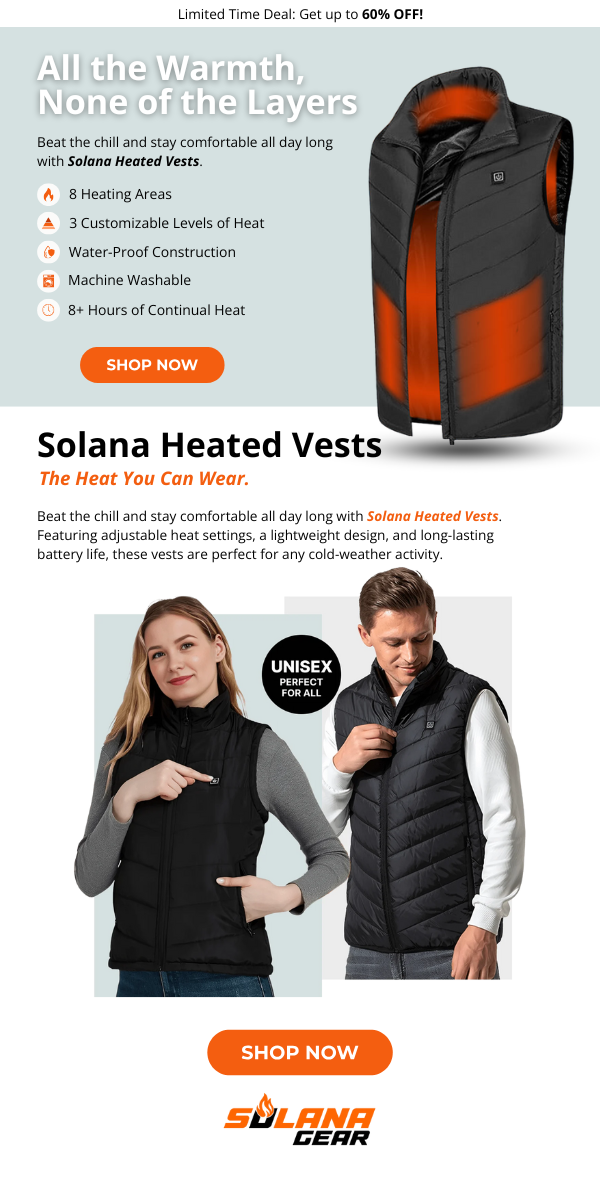 Limited Time Deal: Get up to 60% OFF!
All the Warmth,
None of the Layers
Beat the chill and stay comfortable all day long
with Solana Heated Vests.
8 Heating Areas
3 Customizable Levels of Heat
Water-Proof Construction
Machine Washable
8+ Hours of Continual Heat
SHOP NOW
Solana Heated Vests
The Heat You Can Wear.
Beat the chill and stay comfortable all day long with Solana Heated Vests.
Featuring adjustable heat settings, a lightweight design, and long-lasting
battery life, these vests are perfect for any cold-weather activity.
UNISEX
PERFECT
FOR ALL
SHOP NOW
SOLANA
GEAR